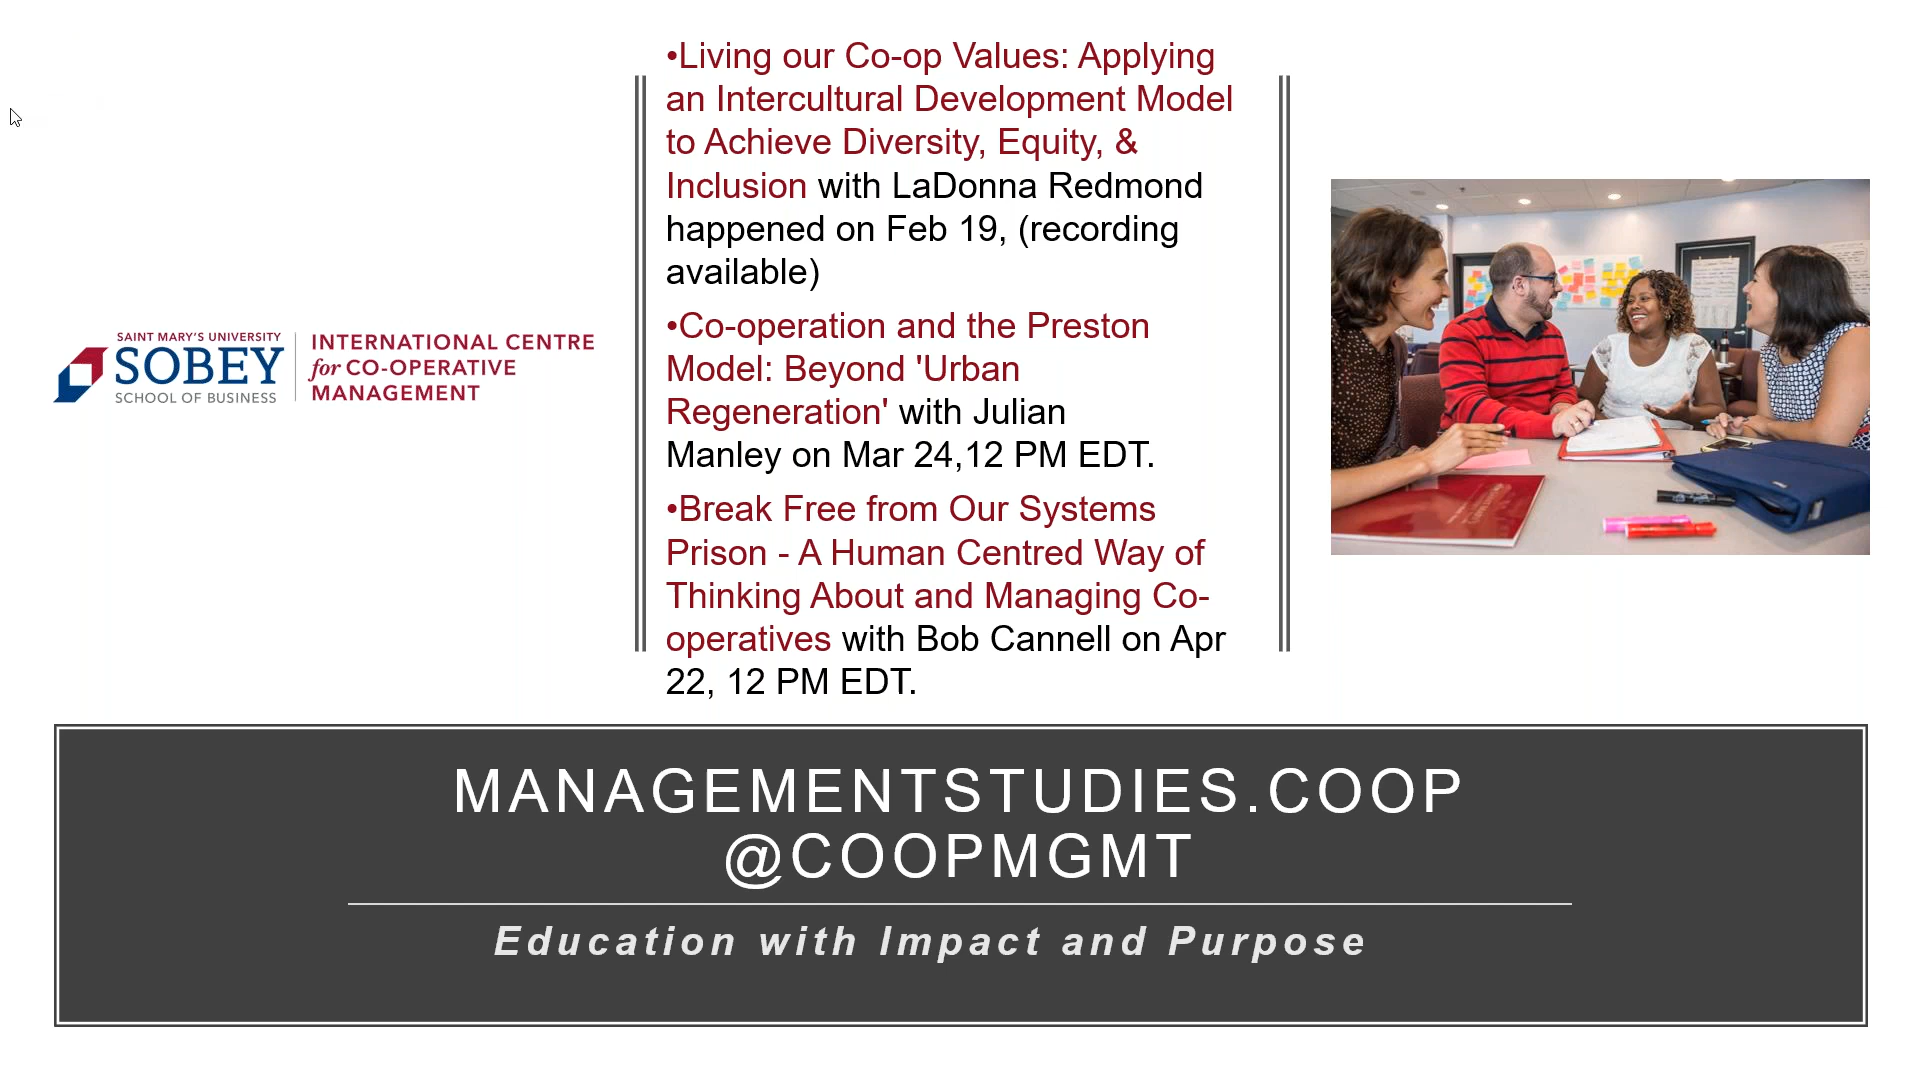 SAINT MARY'S UNIVERSITY
SOBEY
SCHOOL OF BUSINESS
INTERNATIONAL CENTRE
for CO-OPERATIVE
MANAGEMENT
•Living our Co-op Values: Applying
an Intercultural Development Model
to Achieve Diversity, Equity, &
Inclusion with LaDonna Redmond
happened on Feb 19, (recording
available)
•Co-operation and the Preston
Model: Beyond 'Urban
Regeneration' with Julian
Manley on Mar 24,12 PM EDT.
•Break Free from Our Systems
Prison - A Human Centred Way of
Thinking About and Managing Co-
operatives with Bob Cannell on Apr
22, 12 PM EDT.
MANAGEMENTSTUDIES.COOP
@COOPMGMT
Education with Impact and Purpose